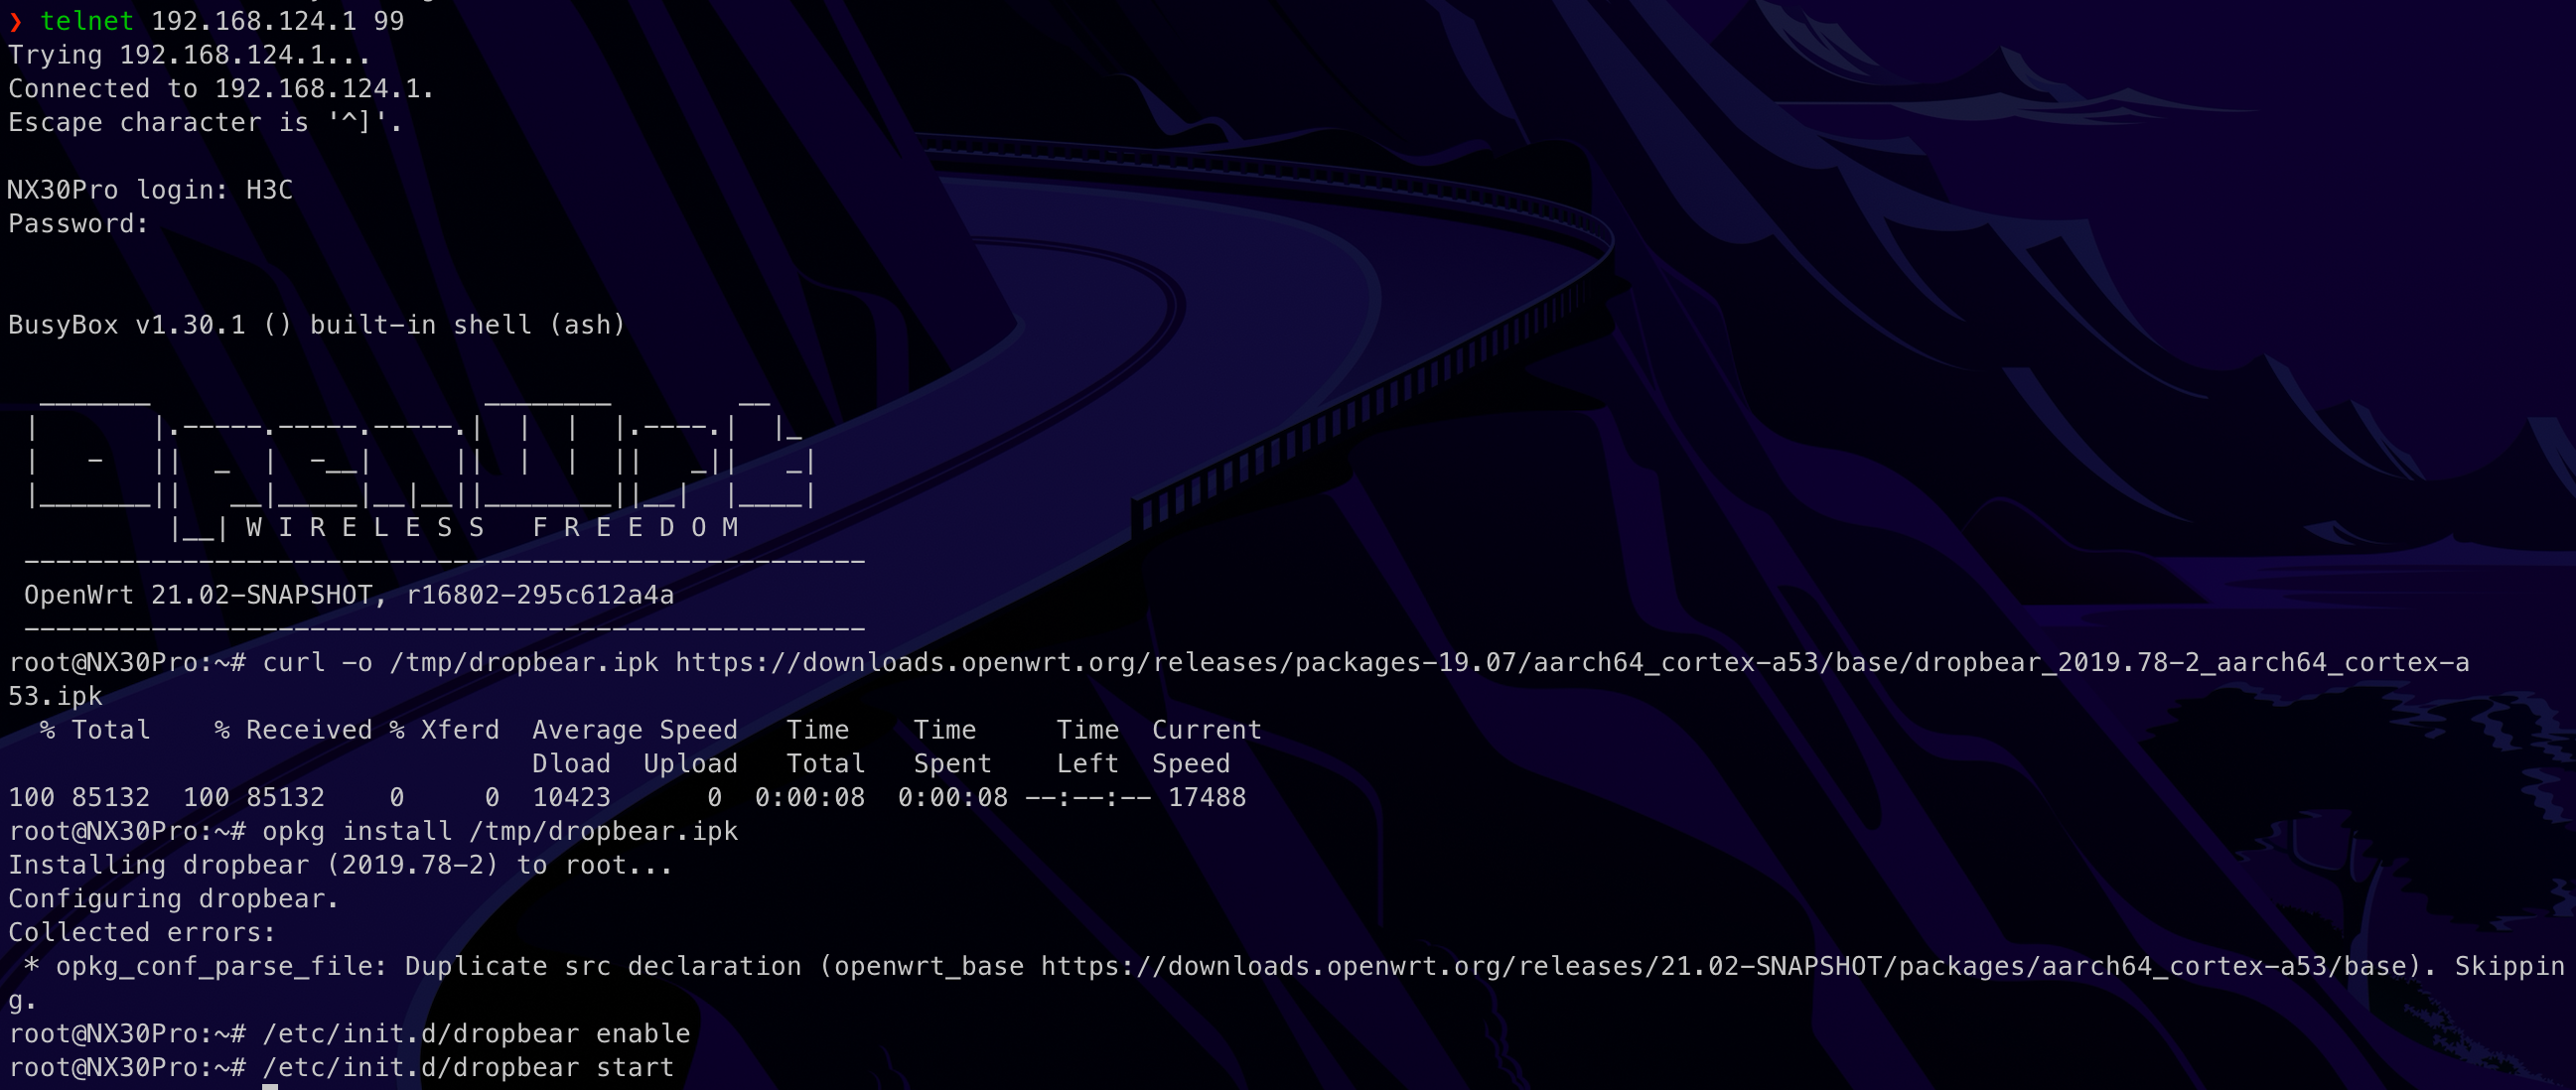 ❯ telnet 192.168.124.1 99
Trying 192.168.124.1...
Connected to 192.168.124.1.
Escape character is '^]'.

NX30Pro login: H3C
Password:


BusyBox v1.30.1 () built-in shell (ash)


  _______                     ________        __
 |       |.-----.-----.-----.|  |  |  |.----.|  |_
 |   -   ||  _  |  -__|     ||  |  |  ||   _||   _|
 |_______||   __|_____|__|__||________||__|  |____|
          |__| W I R E L E S S   F R E E D O M
 -----------------------------------------------------
 OpenWrt 21.02-SNAPSHOT, r16802-295c612a4a
 -----------------------------------------------------
root@NX30Pro:~# curl -o /tmp/dropbear.ipk https://downloads.openwrt.org/releases/packages-19.07/aarch64_cortex-a53/base/dropbear_2019.78-2_aarch64_cortex-a
53.ipk
  % Total    % Received % Xferd  Average Speed   Time    Time     Time  Current
                                 Dload  Upload   Total   Spent    Left  Speed
100 85132  100 85132    0     0  10423      0  0:00:08  0:00:08 --:--:-- 17488
root@NX30Pro:~# opkg install /tmp/dropbear.ipk
Installing dropbear (2019.78-2) to root...
Configuring dropbear.
Collected errors:
 * opkg_conf_parse_file: Duplicate src declaration (openwrt_base https://downloads.openwrt.org/releases/21.02-SNAPSHOT/packages/aarch64_cortex-a53/base). Skippin
g.
root@NX30Pro:~# /etc/init.d/dropbear enable
root@NX30Pro:~# /etc/init.d/dropbear start